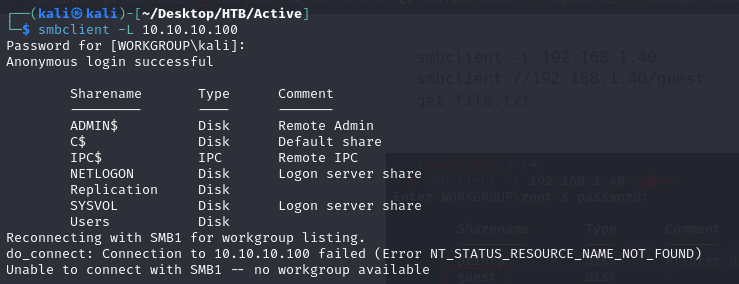 ┌──(kali㉿kali)-[~/Desktop/HTB/Active]
└─$ smbclient -L 10.10.10.100
Password for [WORKGROUP\kali]:
Anonymous login successful
Sharename Type Comment
--------- ---- -------
ADMIN$ Disk Remote Admin
C$ Disk Default share
IPC$ IPC Remote IPC
NETLOGON Disk Logon server share
Replication Disk
SYSVOL Disk Logon server share
Users Disk
Reconnecting with SMB1 for workgroup listing.
do_connect: Connection to 10.10.10.100 failed (Error NT_STATUS_RESOURCE_NAME_NOT_FOUND)
Unable to connect with SMB1 -- no workgroup available
smbclient -L 192.168.1.40
smbclient //192.168.1.40/guest
get file.txt
192.168.1.40
Enter WORKGROUP\root's password:
Sharename Type Comment
guest Disk